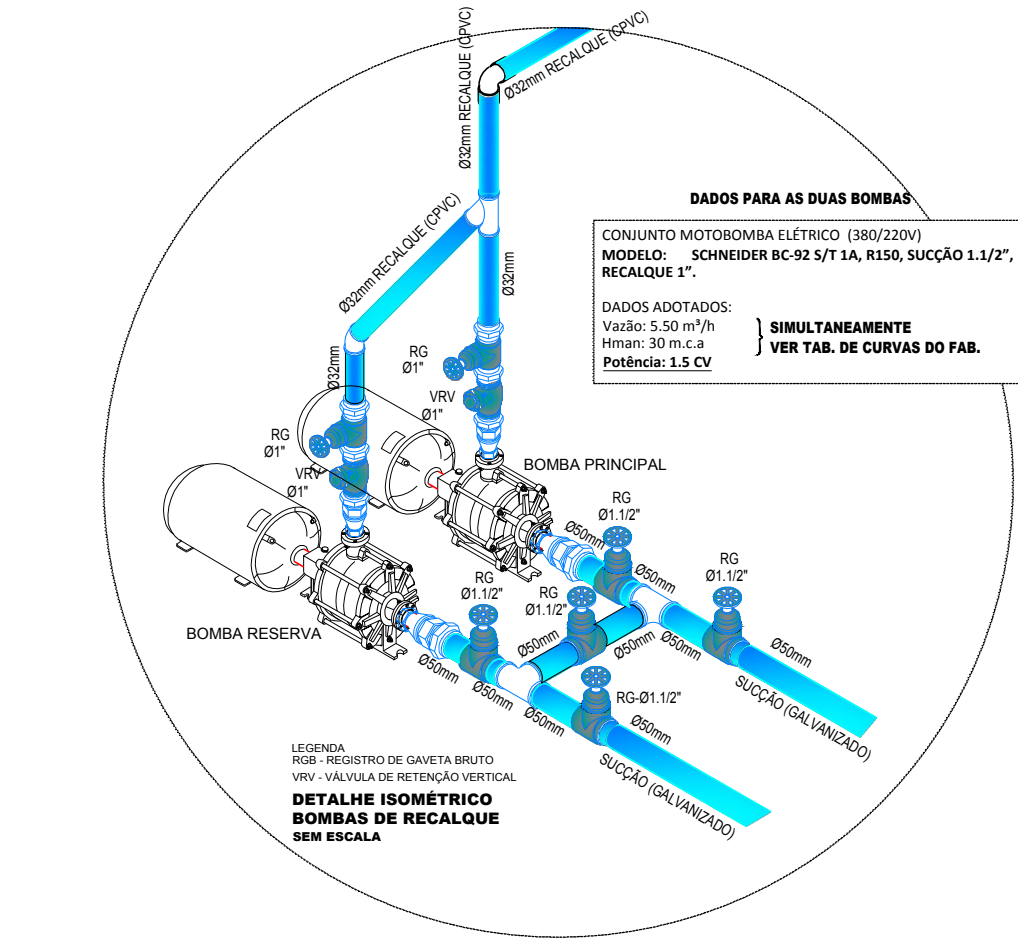 Ø32mm RECALQUE (CPVC)
Ø32mm RECALQUE (CPVC)
Ø32mm RECALQUE (CPVC)
Ø32mm
Ø32mm
DADOS PARA AS DUAS BOMBAS
CONJUNTO MOTOBOMBA ELÉTRICO (380/220V)
MODELO: SCHNEIDER BC-92 S/T 1A, R150, SUCÇÃO 1.1/2”,
RECALQUE 1”.
DADOS ADOTADOS:
Vazão: 5.50 m³/h
Hman: 30 m.c.a
Potência: 1.5 CV
SIMULTANEAMENTE
VER TAB. DE CURVAS DO FAB.
RG
Ø1"
VRV
Ø1"
RG
Ø1"
VRV
Ø1"
BOMBA PRINCIPAL
RG
Ø1.1/2"
Ø50mm
Ø50mm
RG
Ø1.1/2"
RG
Ø1.1/2"
RG
Ø1.1/2"
BOMBA RESERVA
Ø50mm
Ø50mm
Ø50mm
Ø50mm
Ø50mm
Ø50mm
Ø50mm
RG-Ø1.1/2"
Ø50mm
SUCÇÃO (GALVANIZADO)
Ø50mm
SUCÇÃO (GALVANIZADO)
LEGENDA
RGB - REGISTRO DE GAVETA BRUTO
VRV - VÁLVULA DE RETENÇÃO VERTICAL
DETALHE ISOMÉTRICO
BOMBAS DE RECALQUE
SEM ESCALA